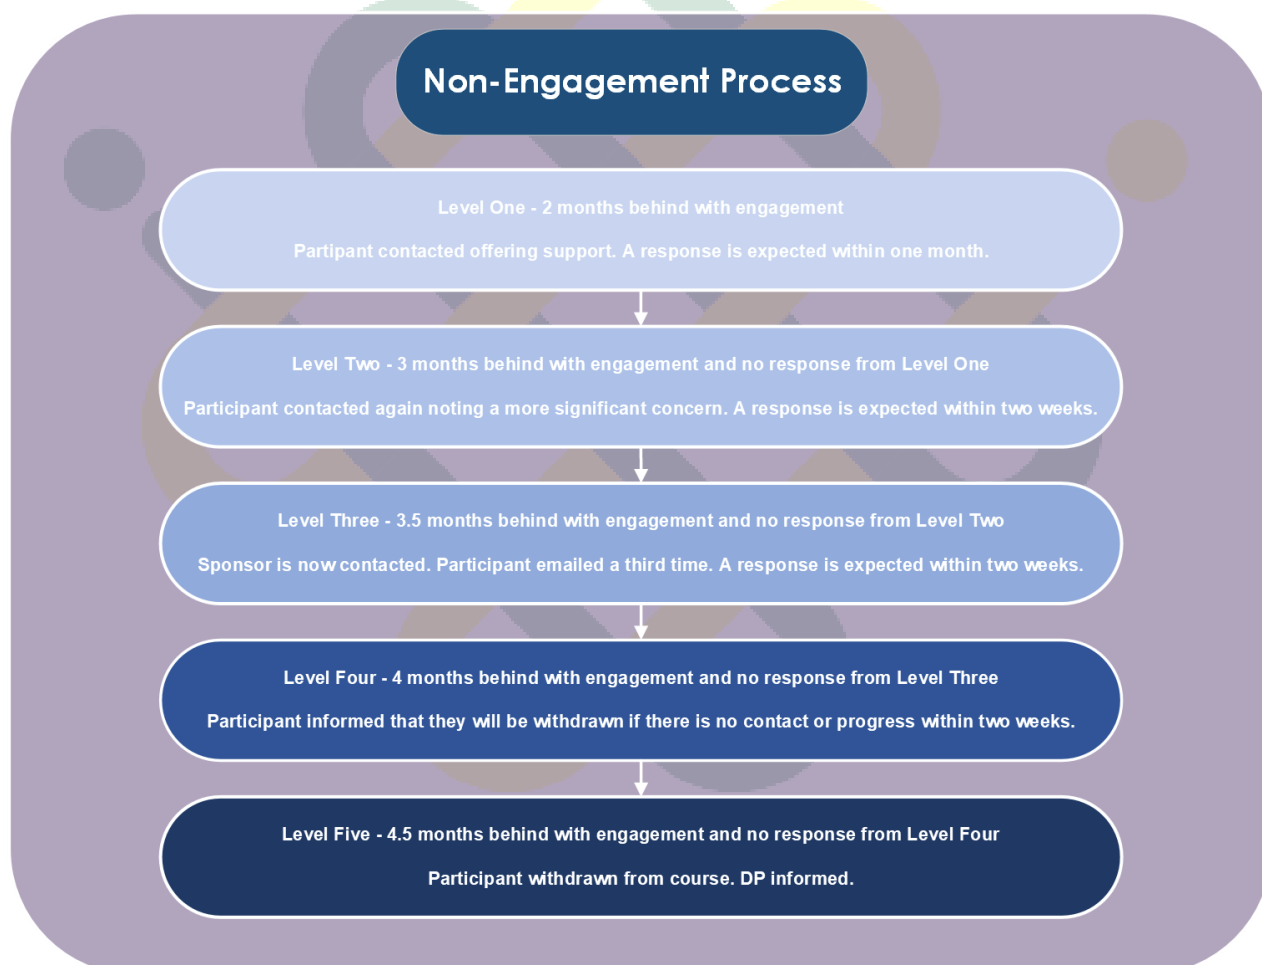 Non-Engagement Process
Level One - 2 months behind with engagement
Partipant contacted offering support. A response is expected within one month.
Level Two - 3 months behind with engagement and no response from Level One
Participant contacted again noting a more significant concern. A response is expected within two weeks.
Level Three - 3.5 months behind with engagement and no response from Level Two
Sponsor is now contacted. Participant emailed a third time. A response is expected within two weeks.
Level Four - 4 months behind with engagement and no response from Level Three
Participant informed that they will be withdrawn if there is no contact or progress within two weeks.
Level Five - 4.5 months behind with engagement and no response from Level Four
Participant withdrawn from course. DP informed.